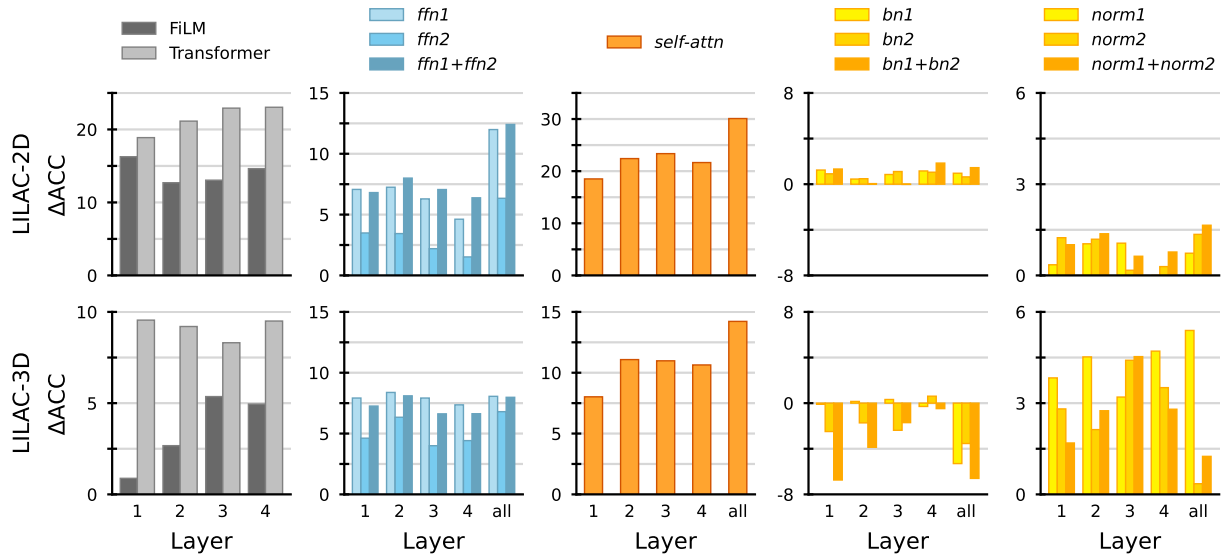 FiLM
Transformer
ffn1
ffn2
ffn1+ffn2
self-attn
bn1
bn2
bn1+bn2
norm1
norm2
norm1+norm2
LILAC-2D
ΔACC
20
10
0
15
10
5
0
30
20
10
0
8
0
-8
6
3
0
LILAC-3D
ΔACC
10
5
0
15
10
5
0
15
10
5
0
8
0
-8
6
3
0
1 2 3 4
1 2 3 4 all
1 2 3 4 all
1 2 3 4 all
1 2 3 4 all
Layer
Layer
Layer
Layer
Layer